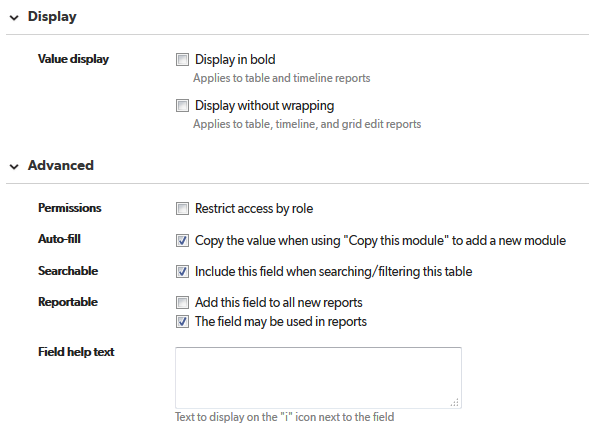 Display
Value display
Display in bold
Applies to table and timeline reports
Display without wrapping
Applies to table, timeline, and grid edit reports
Advanced
Permissions
Restrict access by role
Auto-fill
Copy the value when using "Copy this module" to add a new module
Searchable
Include this field when searching/filtering this table
Reportable
Add this field to all new reports
The field may be used in reports
Field help text
Text to display on the "i" icon next to the field